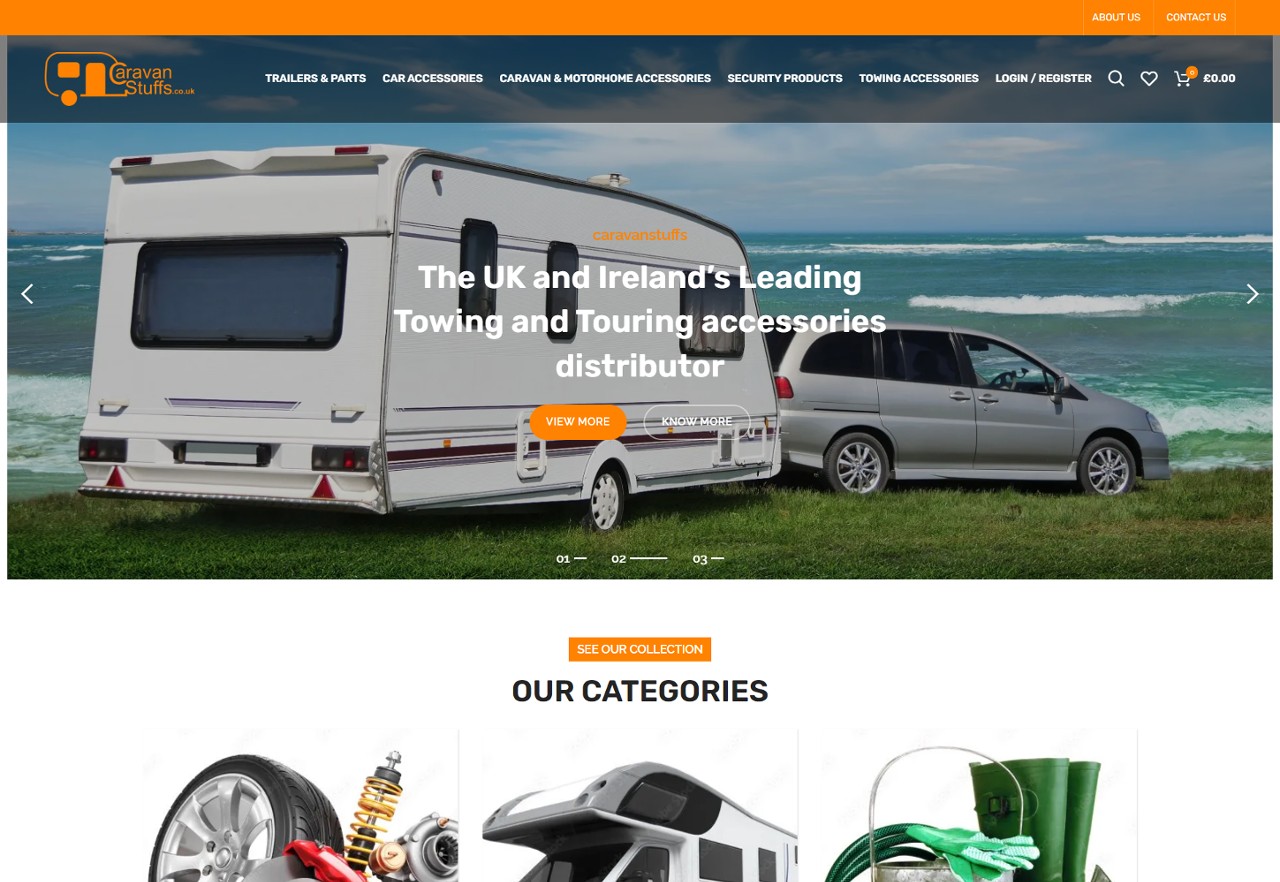 ABOUT US
CONTACT US
Caravan
Stuffs.co.uk
TRAILERS & PARTS
CAR ACCESSORIES
CARAVAN & MOTORHOME ACCESSORIES
SECURITY PRODUCTS
TOWING ACCESSORIES
LOGIN / REGISTER
0
£0.00
caravanstuffs
The UK and Ireland's Leading
Towing and Touring accessories
distributor
VIEW MORE
KNOW MORE
01
02
03
SEE OUR COLLECTION
OUR CATEGORIES